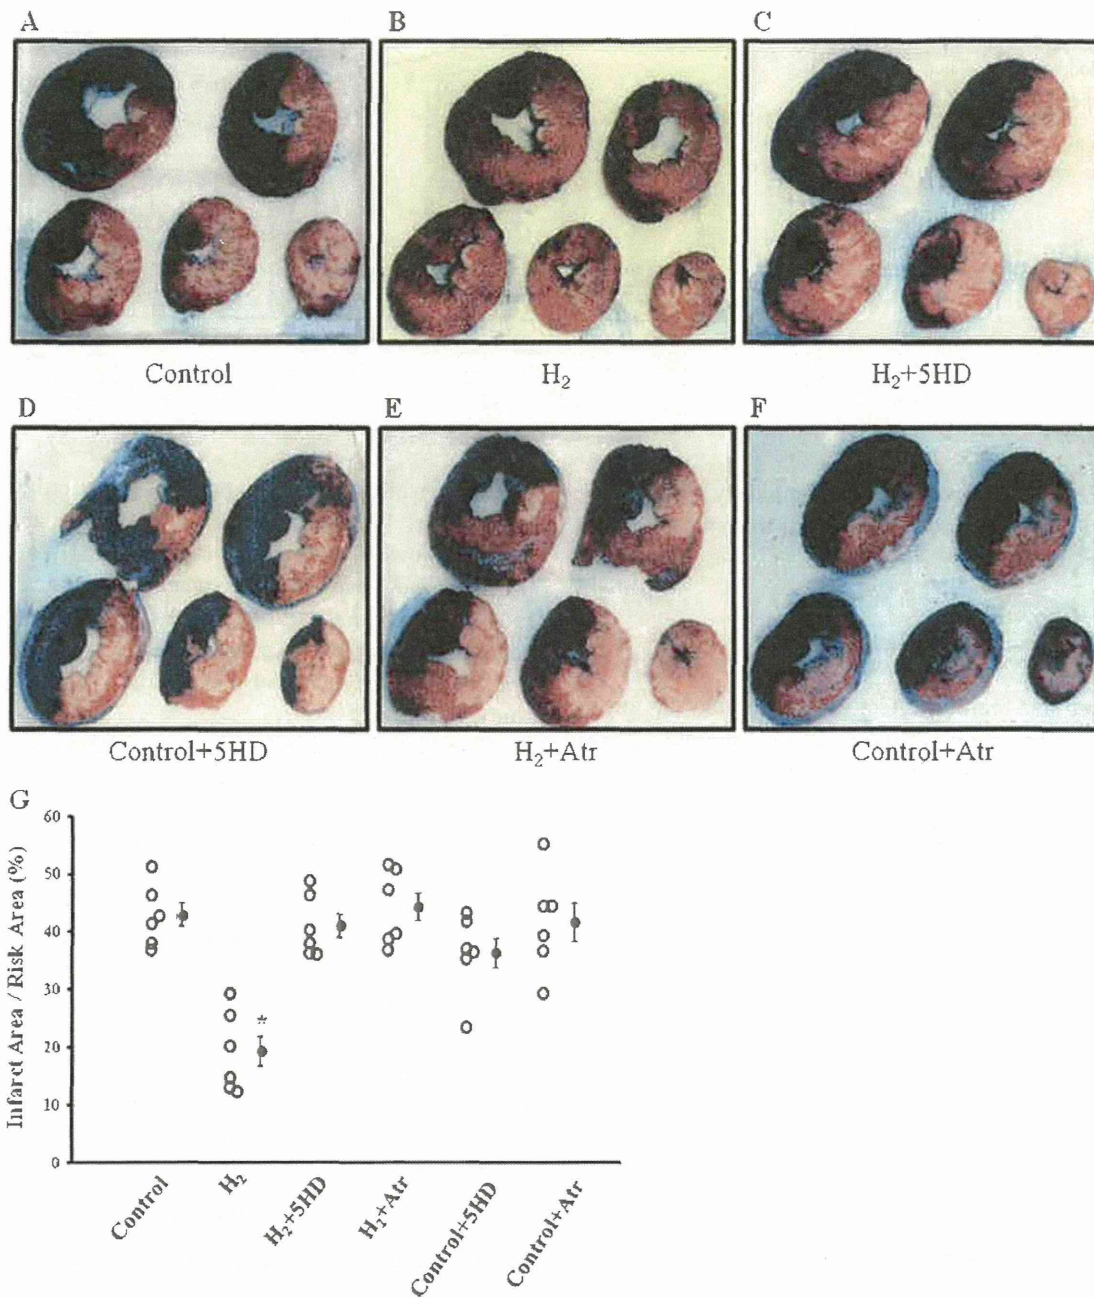 A
B
C
Control
H₂
H₂+5HD
D
E
F
Control+5HD
H₂+Atr
Control+Atr
G
Infarct Area / Risk Area (%)
60
50
40
30
20
10
0
*
Control
H₂
H₂+5HD
H₂+Atr
Control+5HD
Control+Atr